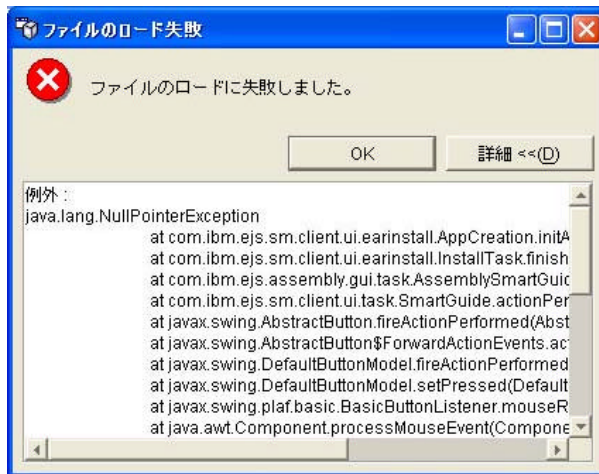 ファイルのロード失敗
ファイルのロードに失敗しました。
OK
詳細 <<(D)
例外 :
java.lang.NullPointerException
at com.ibm.ejs.sm.client.ui.earinstall.AppCreation.initA
at com.ibm.ejs.sm.client.ui.earinstall.InstallTask.finish
at com.ibm.ejs.assembly.gui.task.AssemblySmartGuid
at com.ibm.ejs.sm.client.ui.task.SmartGuide.actionPer
at javax.swing.AbstractButton.fireActionPerformed(Abst
at javax.swing.AbstractButton$ForwardActionEvents.ac
at javax.swing.DefaultButtonModel.fireActionPerformed
at javax.swing.DefaultButtonModel.setPressed(Default
at javax.swing.plaf.basic.BasicButtonListener.mouseR
at java.awt.Component.processMouseEvent(Compone